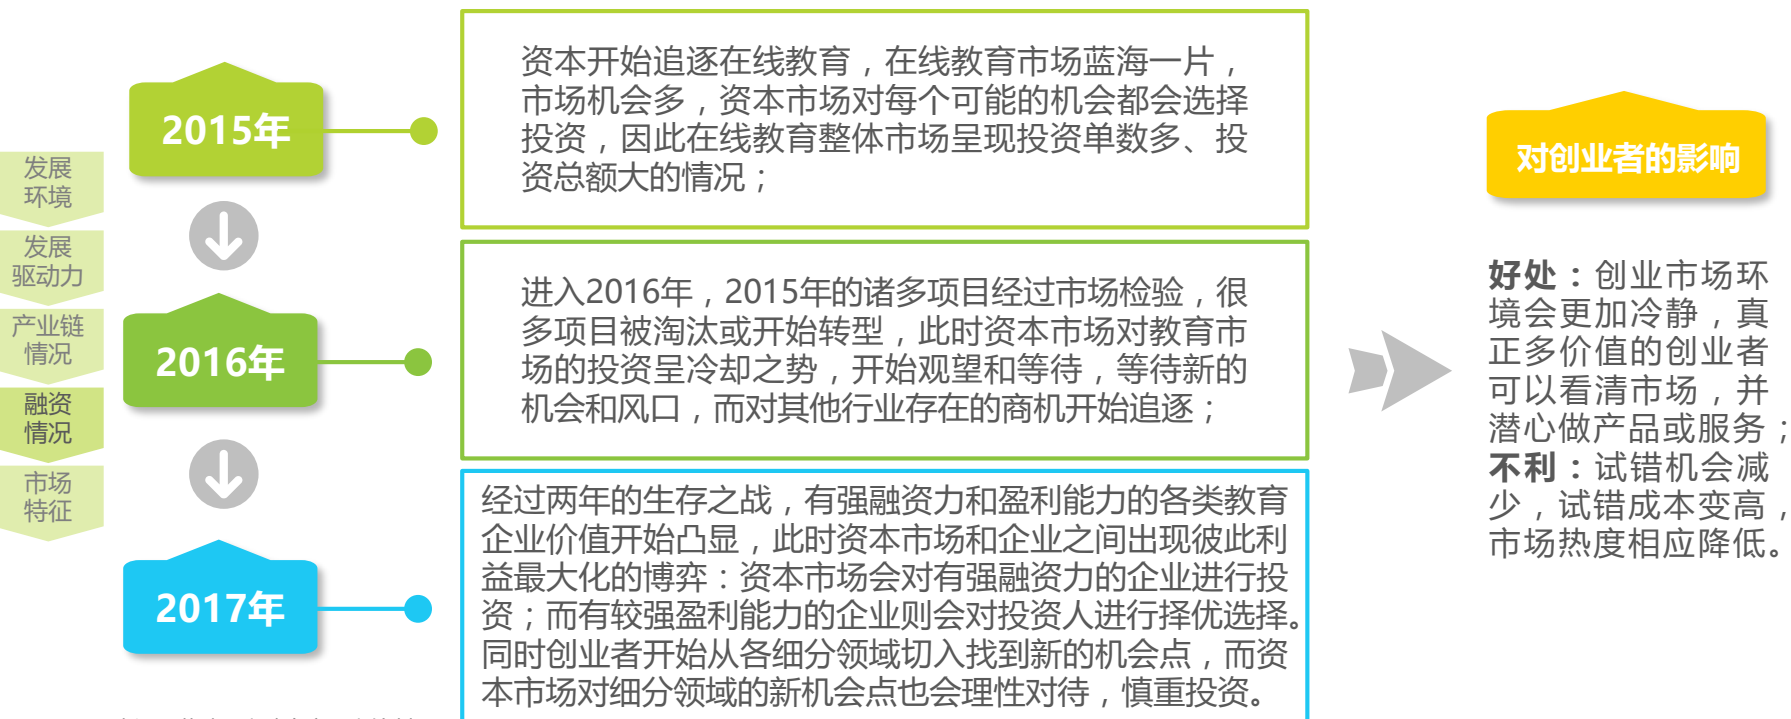 发展
环境
发展
驱动力
产业链
情况
融资
情况
市场
特征
2015年
资本开始追逐在线教育，在线教育市场蓝海一片，
市场机会多，资本市场对每个可能的机会都会选择
投资，因此在线教育整体市场呈现投资单数多、投
资总额大的情况；
2016年
进入2016年，2015年的诸多项目经过市场检验，很
多项目被淘汰或开始转型，此时资本市场对教育市
场的投资呈冷却之势，开始观望和等待，等待新的
机会和风口，而对其他行业存在的商机开始追逐；
2017年
经过两年的生存之战，有强融资力和盈利能力的各类教育
企业价值开始凸显，此时资本市场和企业之间出现彼此利
益最大化的博弈：资本市场会对有强融资力的企业进行投
资；而有较强盈利能力的企业则会对投资人进行择优选择。
同时创业者开始从各细分领域切入找到新的机会点，而资
本市场对细分领域的新机会点也会理性对待，慎重投资。
对创业者的影响
好处：创业市场环
境会更加冷静，真
正多价值的创业者
可以看清市场，并
潜心做产品或服务；
不利：试错机会减
少，试错成本变高，
市场热度相应降低。